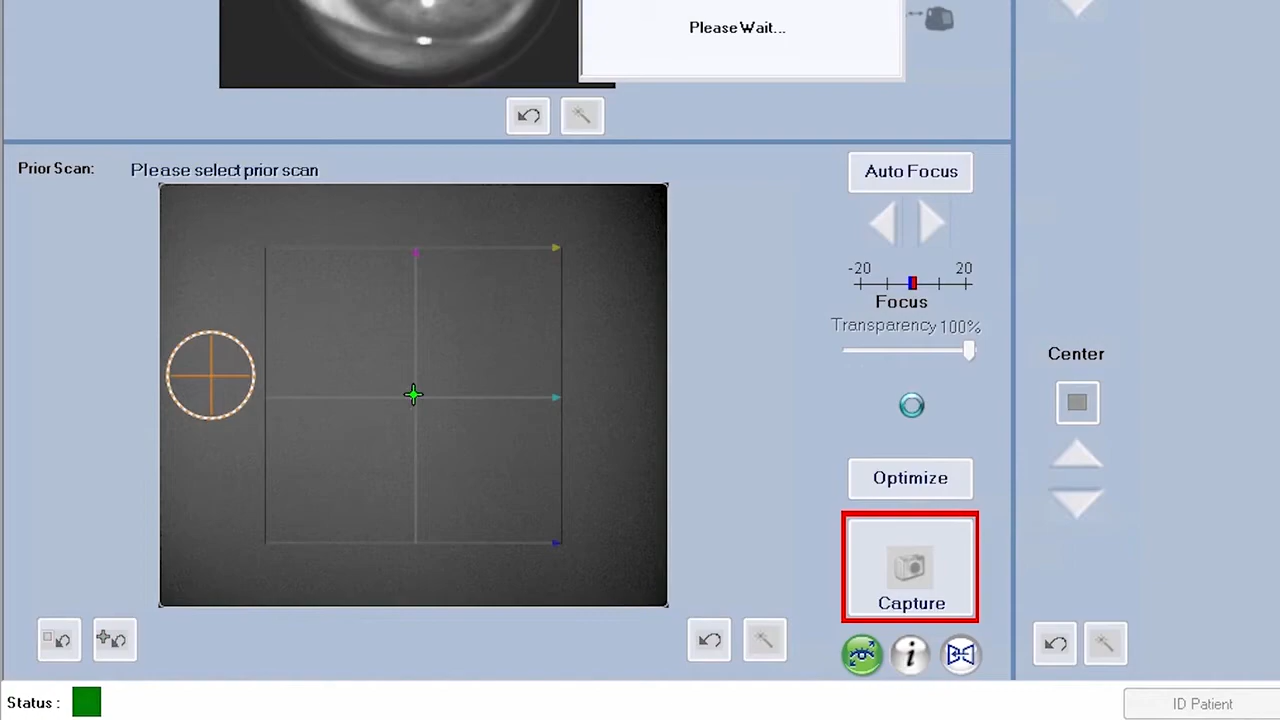 Please Wait...
Prior Scan:
Please select prior scan
Auto Focus
-20
20
Focus
Transparency 100%
Center
Optimize
Capture
i
Status :
ID Patient